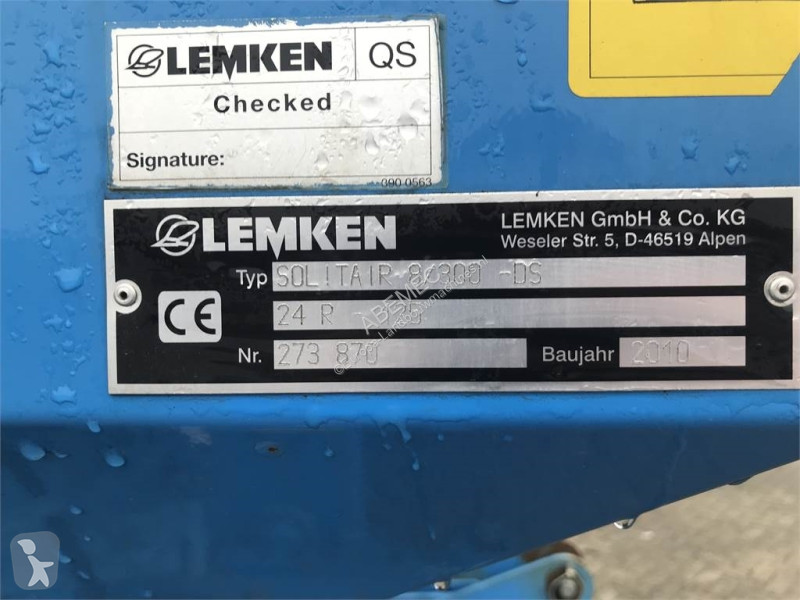 LEMKEN QS
Checked
Signature:
090 0563
LEMKEN
LEMKEN GmbH & Co. KG
Weseler Str. 5, D-46519 Alpen
Typ SOLITAIR 8/300 -DS
CE 24 R
Nr. 273 870 Baujahr 2010